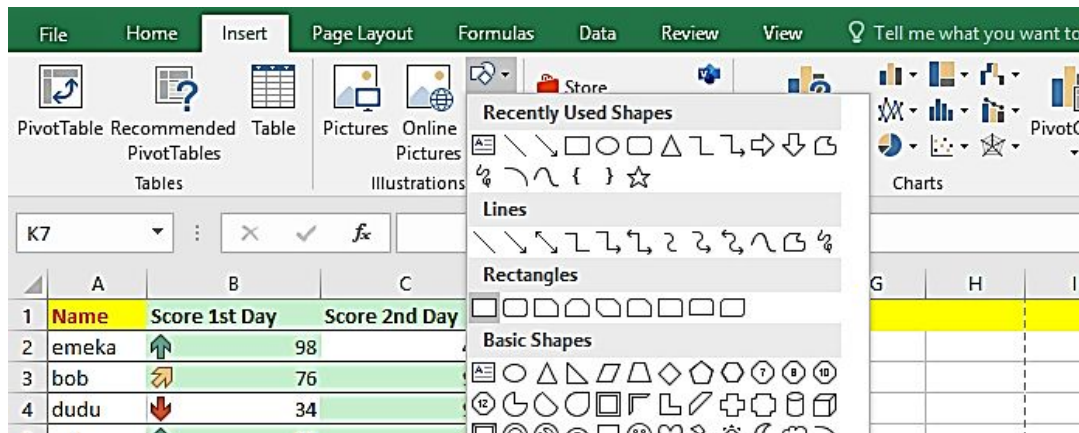 File Home Insert Page Layout Formulas Data Review View Tell me what you want to
Store
Recently Used Shapes
PivotTable Recommended PivotTables Table Pictures Online Pictures
Tables Illustrations Charts
Lines
K7 fx
Rectangles
A B C G H I
1 Name Score 1st Day Score 2nd Day
Basic Shapes
2 emeka 98
3 bob 76
4 dudu 34